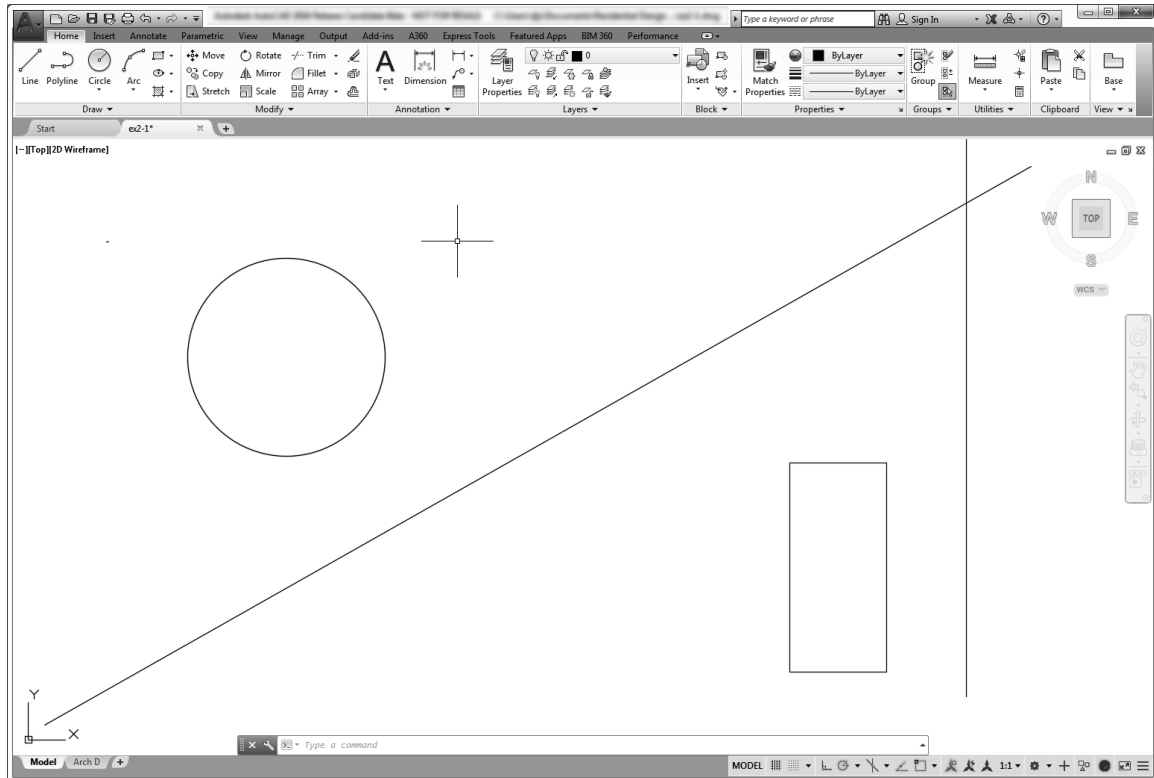 Type a keyword or phrase Sign In
Home Insert Annotate Parametric View Manage Output Add-ins A360 Express Tools Featured Apps BIM 360 Performance
Line Polyline Circle Arc
Move Rotate Trim
Copy Mirror Fillet
Stretch Scale Array
Text Dimension
Layer Properties
0
Insert
Match Properties
ByLayer
ByLayer
ByLayer
Group
Measure
Paste
Base
Draw Modify Annotation Layers Block Properties Groups Utilities Clipboard View
Start ex2-1*
[−][Top][2D Wireframe]
N
W TOP E
S
WCS
Y
X
Type a command
Model Arch D
MODEL 1:1